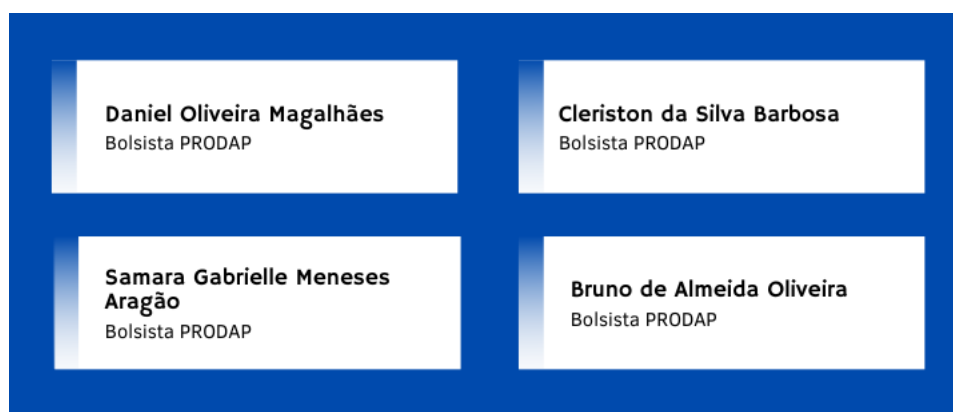 Daniel Oliveira Magalhães
Bolsista PRODAP
Cleriston da Silva Barbosa
Bolsista PRODAP
Samara Gabrielle Meneses
Aragão
Bolsista PRODAP
Bruno de Almeida Oliveira
Bolsista PRODAP